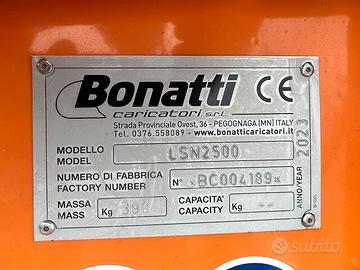 Bonatti CE
caricatori s.r.l.
Strada Provinciale Ovest, 36 - PEGOGNAGA (MN) ITALY
Tel. 0376.558089 - www.bonatticaricatori.it
MODELLO
MODEL
LSN2500
NUMERO DI FABBRICA
FACTORY NUMBER
N° *BC004189*
MASSA
MASS
Kg 390
CAPACITA'
CAPACITY
Kg --
ANNO/YEAR 2023
subito